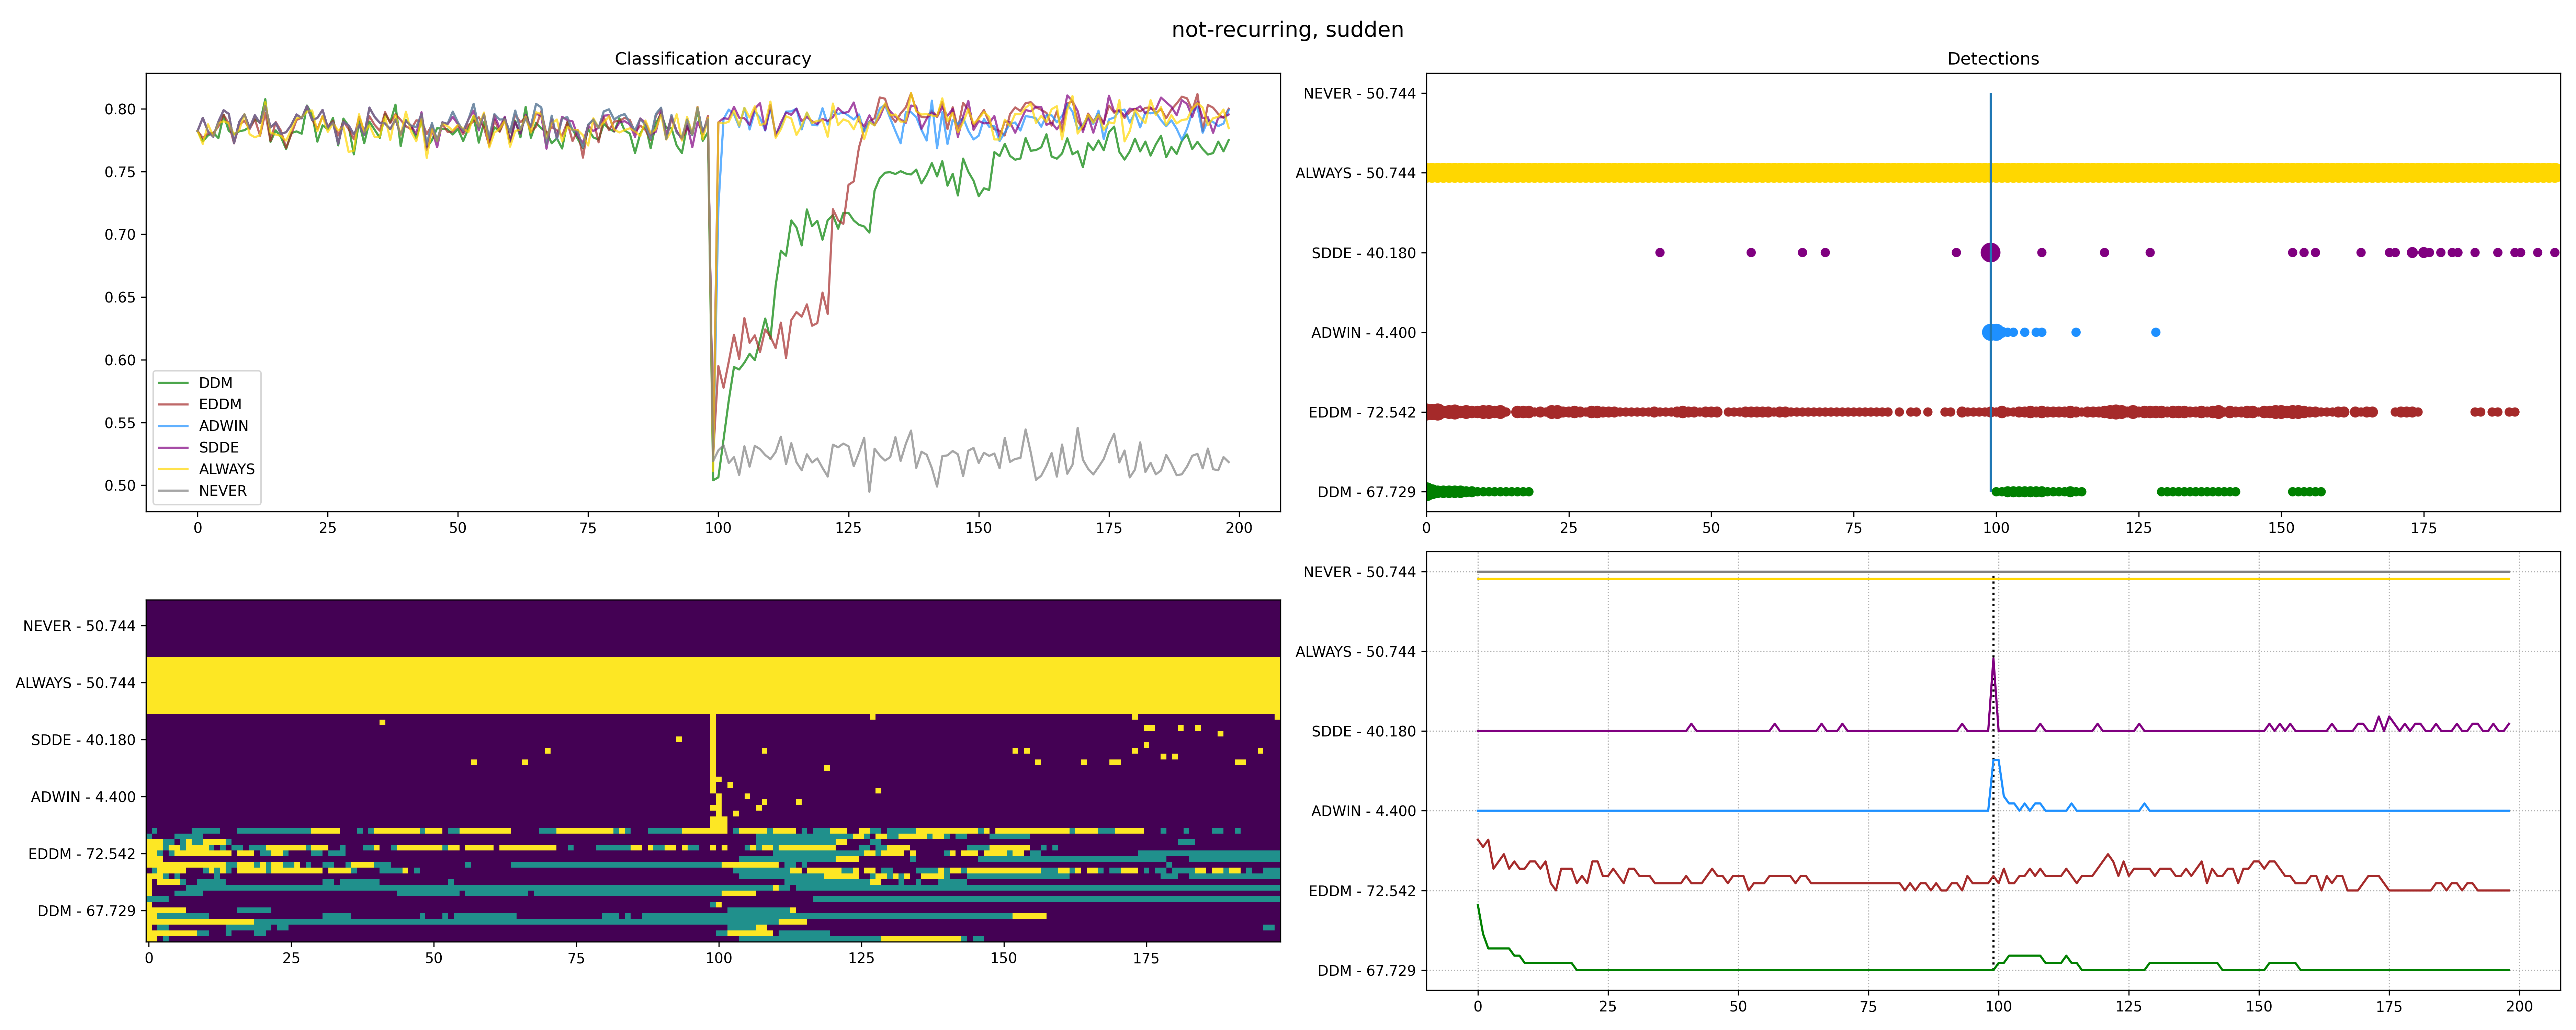 not-recurring, sudden
Classification accuracy
0.80
0.75
0.70
0.65
0.60
0.55
0.50
DDM
EDDM
ADWIN
SDDE
ALWAYS
NEVER
0 25 50 75 100 125 150 175 200
Detections
NEVER - 50.744
ALWAYS - 50.744
SDDE - 40.180
ADWIN - 4.400
EDDM - 72.542
DDM - 67.729
0 25 50 75 100 125 150 175
NEVER - 50.744
ALWAYS - 50.744
SDDE - 40.180
ADWIN - 4.400
EDDM - 72.542
DDM - 67.729
0 25 50 75 100 125 150 175
NEVER - 50.744
ALWAYS - 50.744
SDDE - 40.180
ADWIN - 4.400
EDDM - 72.542
DDM - 67.729
0 25 50 75 100 125 150 175 200